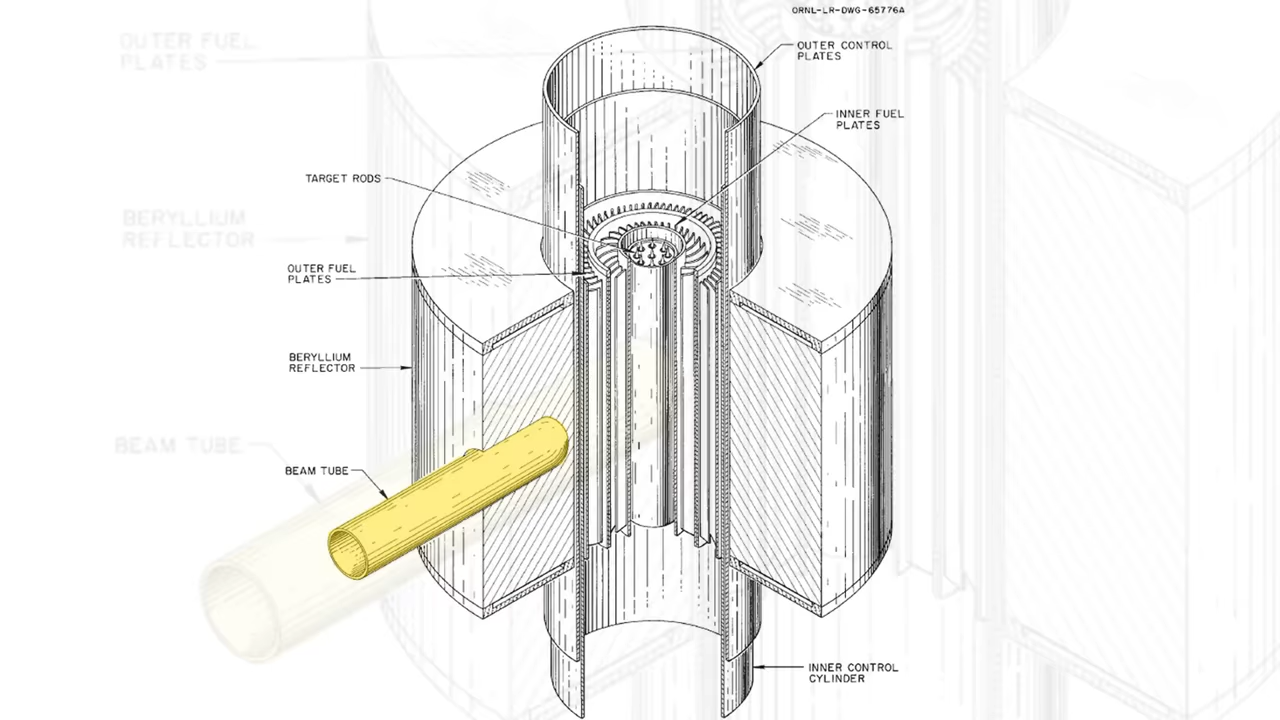 ORNL-LR-DWG-65776A
OUTER FUEL
PLATES
OUTER CONTROL
PLATES
INNER FUEL
PLATES
TARGET RODS
BERYLLIUM
REFLECTOR
OUTER FUEL
PLATES
BERYLLIUM
REFLECTOR
BEAM TUBE
BEAM TUBE
INNER CONTROL
CYLINDER